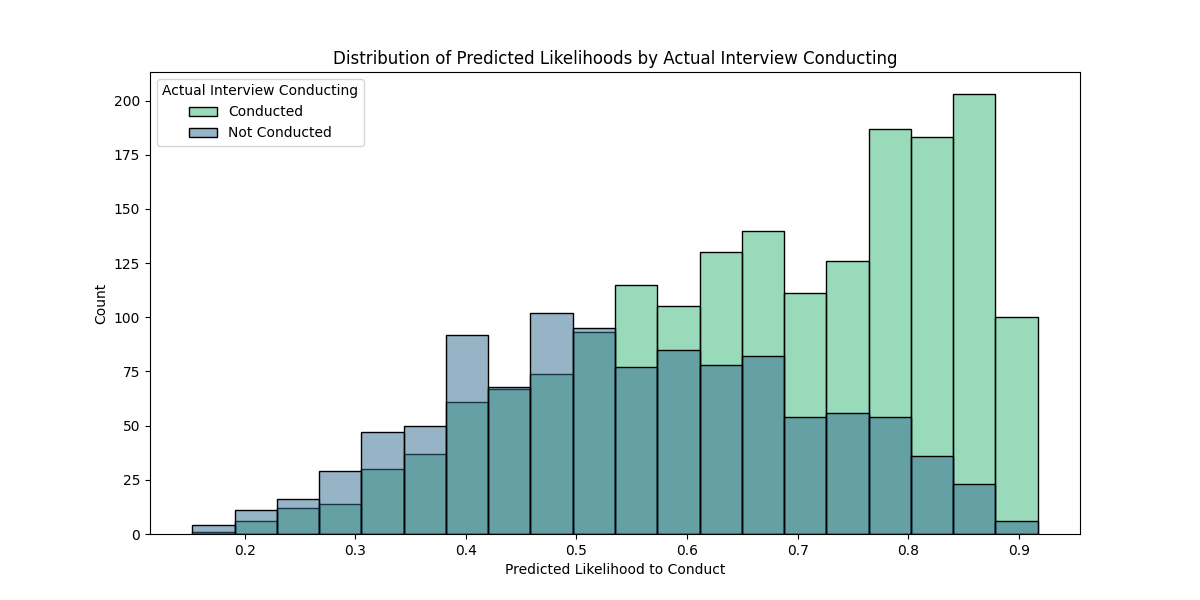 Distribution of Predicted Likelihoods by Actual Interview Conducting
Actual Interview Conducting
Conducted
Not Conducted
200
175
150
125
100
75
50
25
0
Count
0.2 0.3 0.4 0.5 0.6 0.7 0.8 0.9
Predicted Likelihood to Conduct